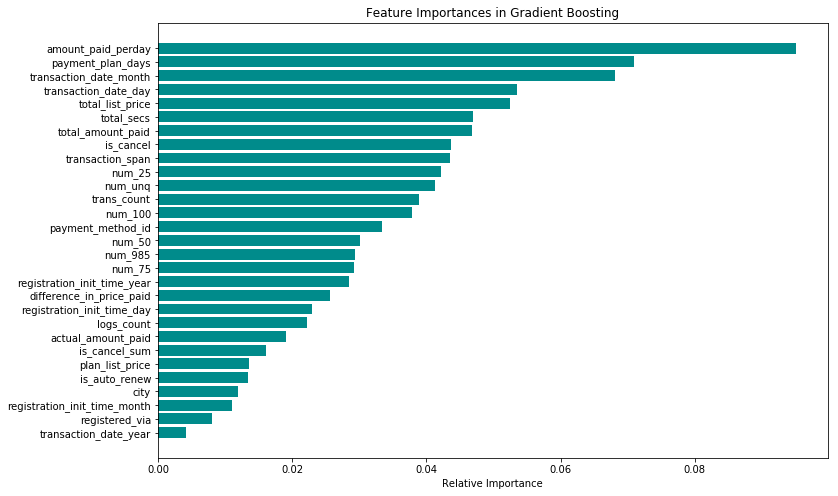 Feature Importances in Gradient Boosting
amount_paid_perday
payment_plan_days
transaction_date_month
transaction_date_day
total_list_price
total_secs
total_amount_paid
is_cancel
transaction_span
num_25
num_unq
trans_count
num_100
payment_method_id
num_50
num_985
num_75
registration_init_time_year
difference_in_price_paid
registration_init_time_day
logs_count
actual_amount_paid
is_cancel_sum
plan_list_price
is_auto_renew
city
registration_init_time_month
registered_via
transaction_date_year
0.00 0.02 0.04 0.06 0.08
Relative Importance